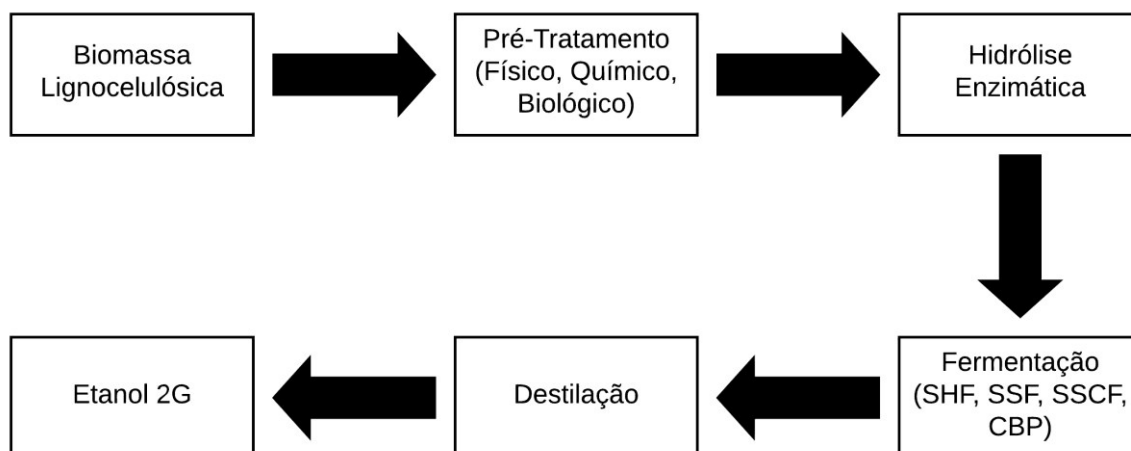 Biomassa
Lignocelulósica
Pré-Tratamento
(Físico, Químico,
Biológico)
Hidrólise
Enzimática
Fermentação
(SHF, SSF, SSCF,
CBP)
Destilação
Etanol 2G